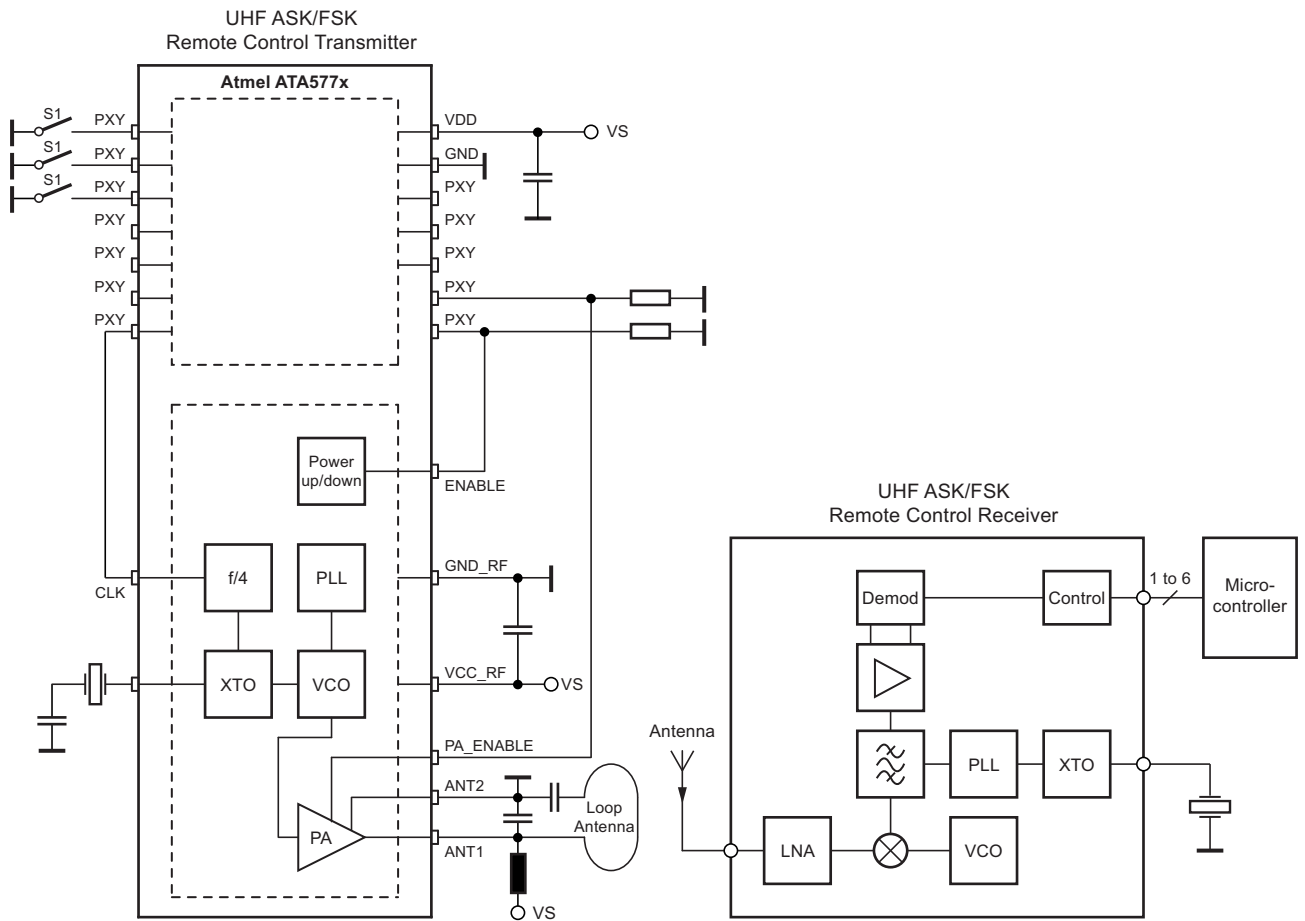 UHF ASK/FSK
Remote Control Transmitter
Atmel ATA577x
S1
PXY
S1
PXY
S1
PXY
PXY
PXY
PXY
PXY
VDD
VS
GND
PXY
PXY
PXY
PXY
PXY
Power
up/down
ENABLE
CLK
f/4
PLL
GND_RF
XTO
VCO
VCC_RF
VS
PA_ENABLE
ANT2
Loop
Antenna
PA
ANT1
VS
UHF ASK/FSK
Remote Control Receiver
Demod
Control
1 to 6
Micro-
controller
Antenna
PLL
XTO
LNA
VCO